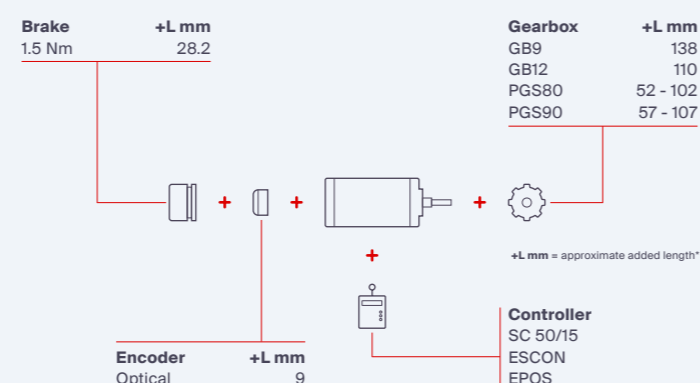 Brake +L mm
1.5 Nm 28.2
Gearbox +L mm
GB9 138
GB12 110
PGS80 52 - 102
PGS90 57 - 107
+ + +
+L mm = approximate added length*
+
Controller
SC 50/15
ESCON
EPOS
Encoder +L mm
Optical 9